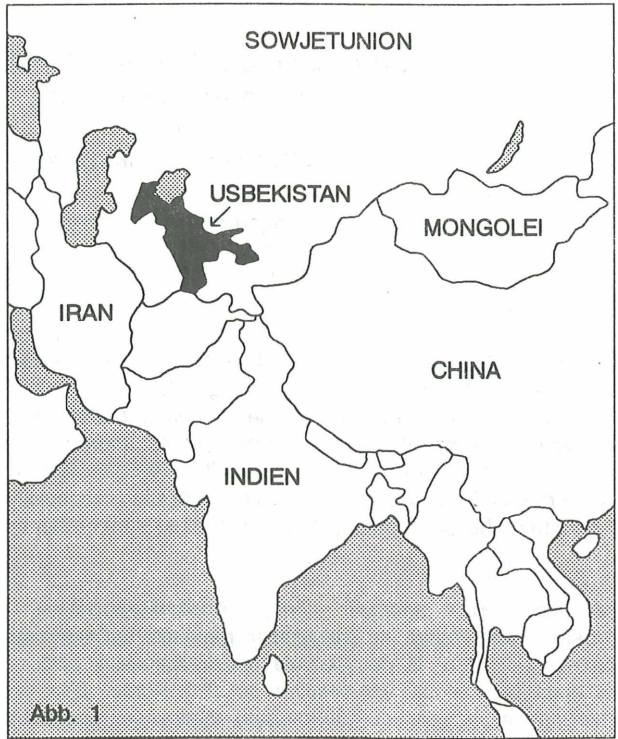 SOWJETUNION
USBEKISTAN
MONGOLEI
IRAN
CHINA
INDIEN
Abb. 1